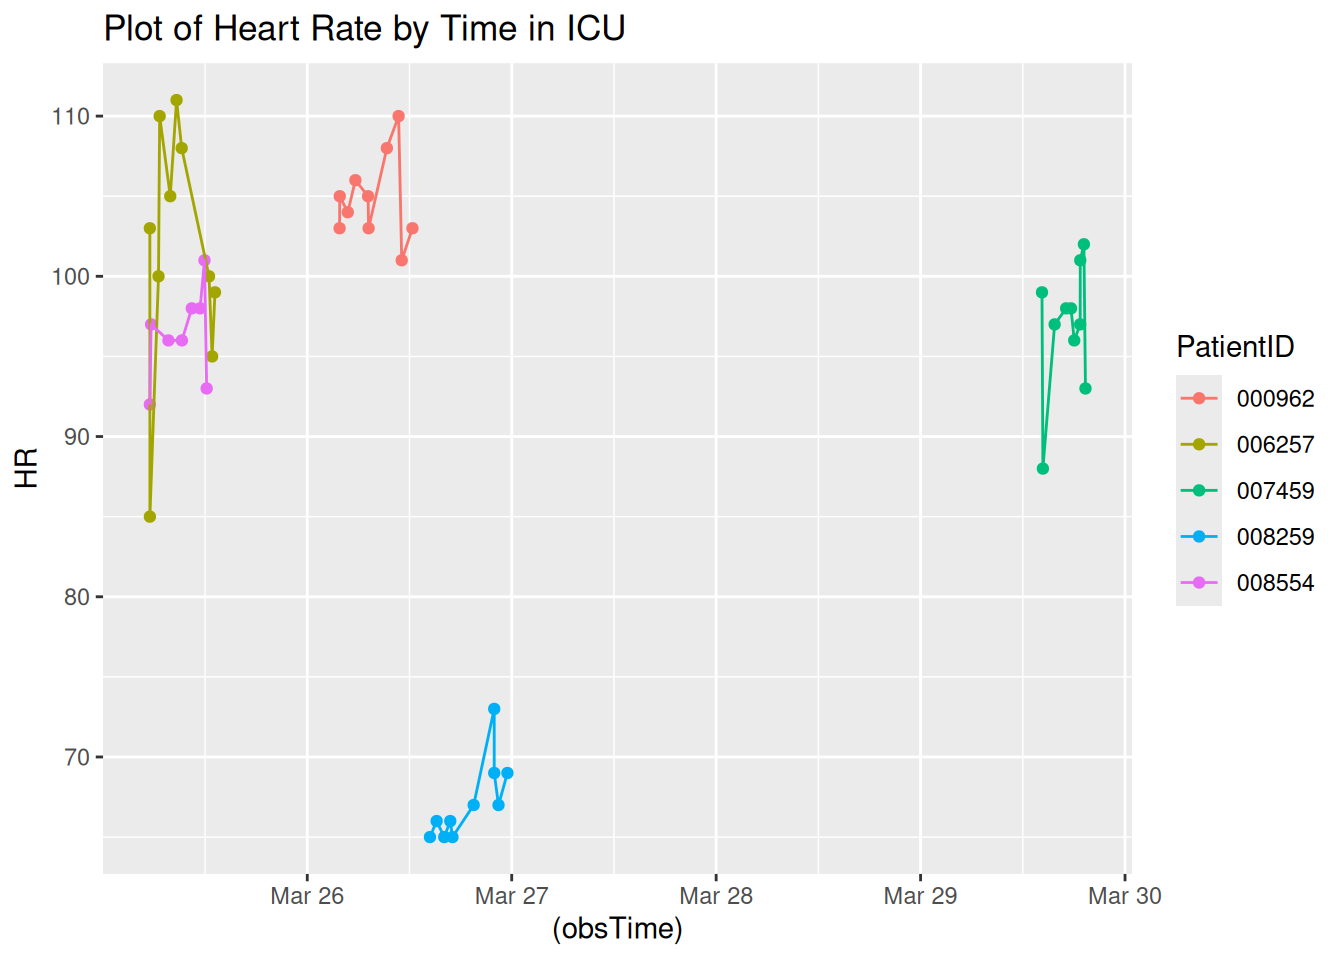 Plot of Heart Rate by Time in ICU
110
100
90
80
70
HR
Mar 26 Mar 27 Mar 28 Mar 29 Mar 30
(obsTime)
PatientID
000962
006257
007459
008259
008554